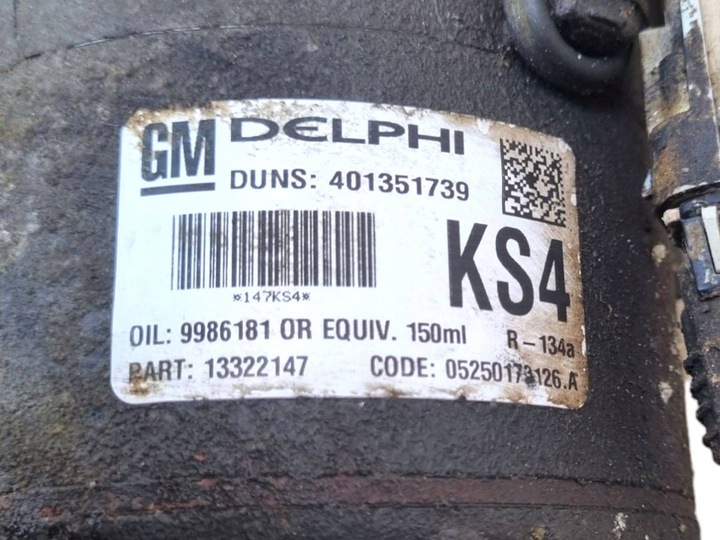 GM DELPHI
DUNS: 401351739
*147KS4*
KS4
OIL: 9986181 OR EQUIV. 150ml R-134a
PART: 13322147 CODE: 05250173126.A